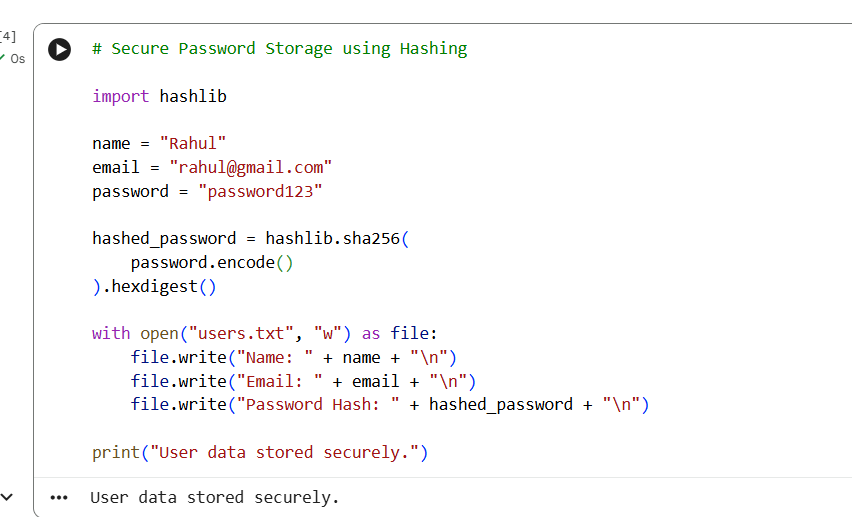 [4]
0s
# Secure Password Storage using Hashing
import hashlib
name = "Rahul"
email = "rahul@gmail.com"
password = "password123"
hashed_password = hashlib.sha256(
    password.encode()
).hexdigest()
with open("users.txt", "w") as file:
    file.write("Name: " + name + "\n")
    file.write("Email: " + email + "\n")
    file.write("Password Hash: " + hashed_password + "\n")
print("User data stored securely.")
User data stored securely.